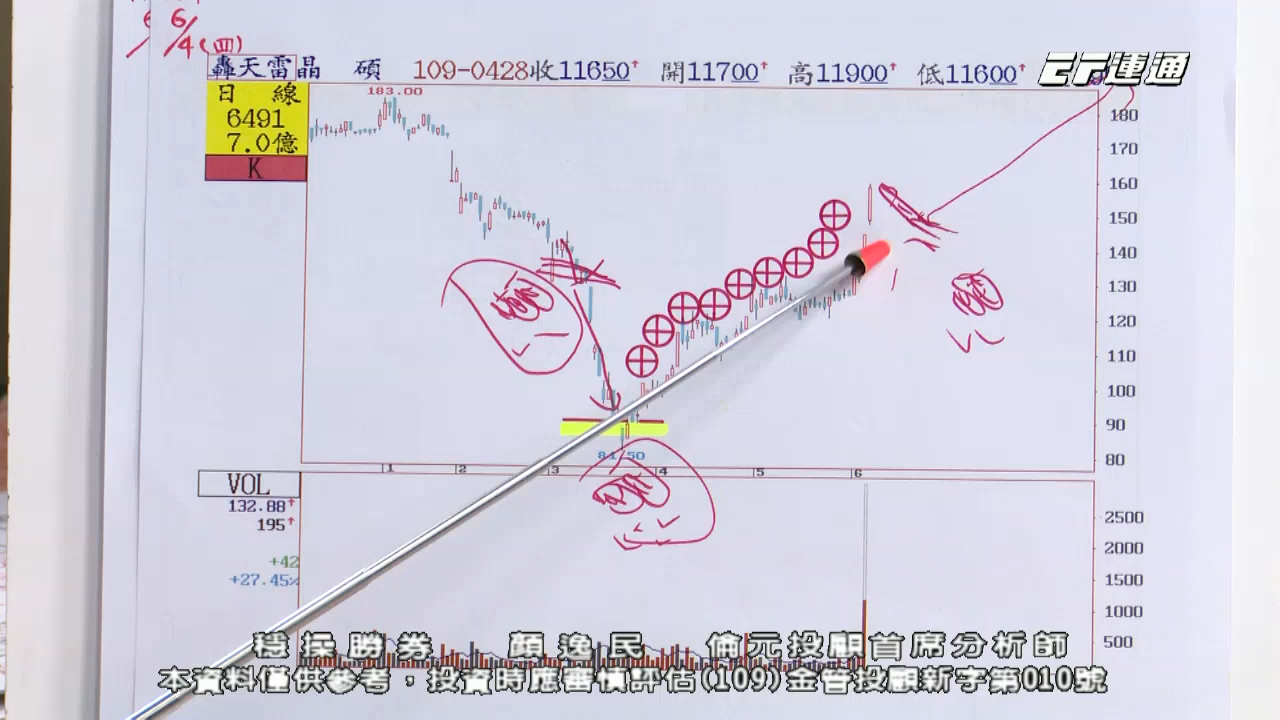 6/4(四)
轟天雷晶 碩 109-0428收11650↑ 開11700↑ 高11900↑ 低11600↑
運通
日 線
6491
7.0億
K
183.00
180
170
160
150
140
130
120
110
100
90
80
1 2 3 4 5 6
VOL
132.88↑
195↑
+42
+27.45%
2500
2000
1500
1000
500
穩操勝券 顏逸民 倫元投顧首席分析師
本資料僅供參考，投資時應審慎評估(109)金管投顧新字第010號